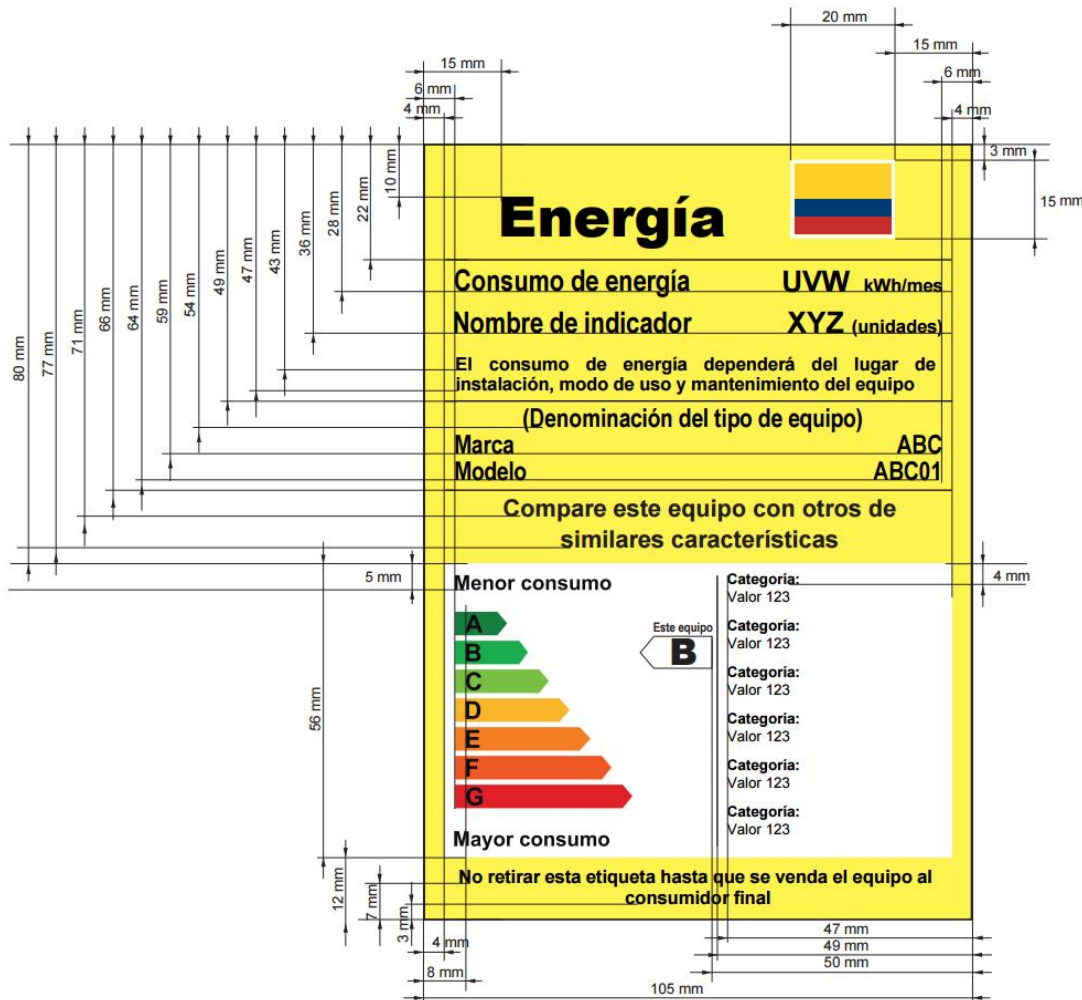 20 mm
15 mm
15 mm
6 mm
6 mm
4 mm
4 mm
3 mm
15 mm
10 mm
22 mm
28 mm
36 mm
43 mm
47 mm
49 mm
54 mm
59 mm
64 mm
66 mm
71 mm
77 mm
80 mm
Energía
Consumo de energía UVW kWh/mes
Nombre de indicador XYZ (unidades)
El consumo de energía dependerá del lugar de
instalación, modo de uso y mantenimiento del equipo
(Denominación del tipo de equipo)
Marca ABC
Modelo ABC01
Compare este equipo con otros de
similares características
5 mm
4 mm
Menor consumo
A
B
C
D
E
F
G
Mayor consumo
Este equipo
B
Categoría:
Valor 123
Categoría:
Valor 123
Categoría:
Valor 123
Categoría:
Valor 123
Categoría:
Valor 123
Categoría:
Valor 123
56 mm
No retirar esta etiqueta hasta que se venda el equipo al
consumidor final
12 mm
7 mm
3 mm
4 mm
8 mm
47 mm
49 mm
50 mm
105 mm